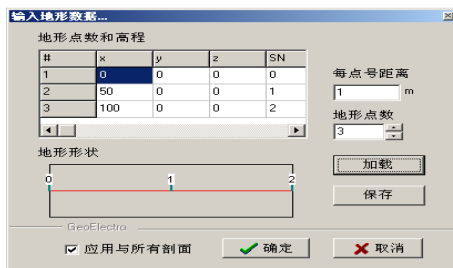 输入地形数据...
地形点数和高程
# x y z SN
1 0 0 0 0
2 50 0 0 1
3 100 0 0 2
每点号距离
1 m
地形点数
3
加载
保存
地形形状
0 1 2
GeoElectro
应用与所有剖面
确定
取消